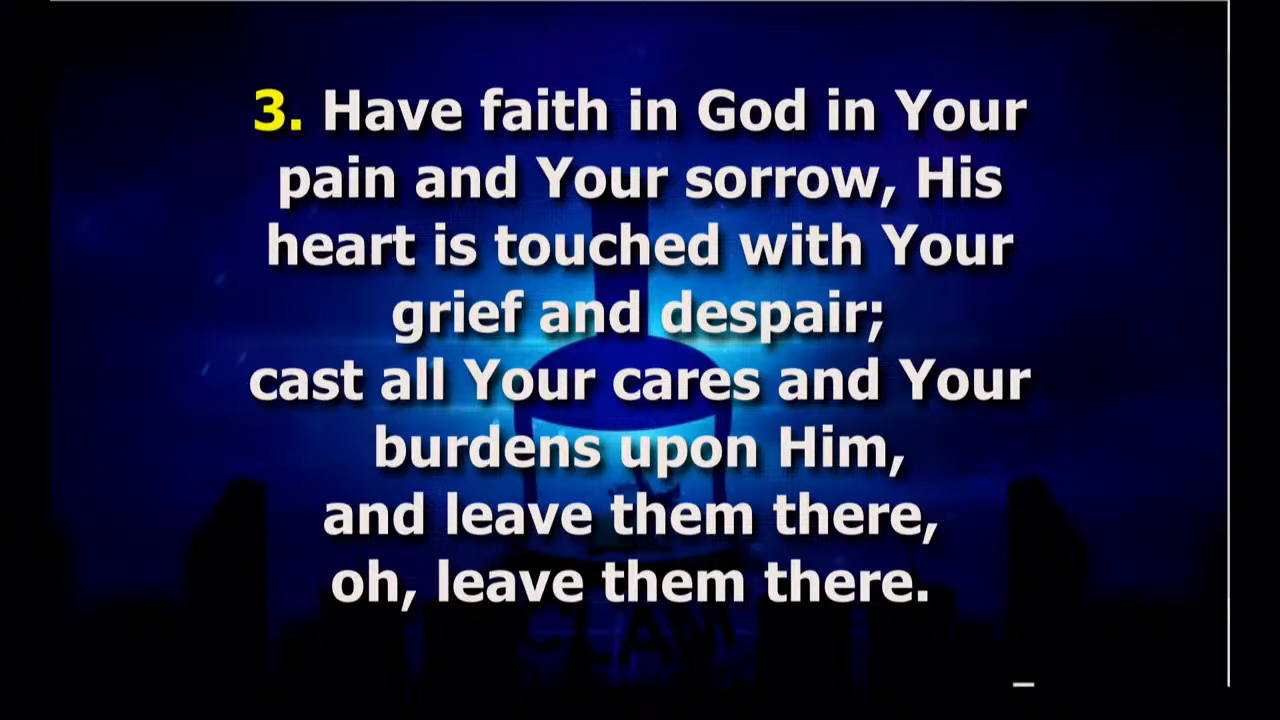 3. Have faith in God in Your
pain and Your sorrow, His
heart is touched with Your
grief and despair;
cast all Your cares and Your
burdens upon Him,
and leave them there,
oh, leave them there.
CLAM